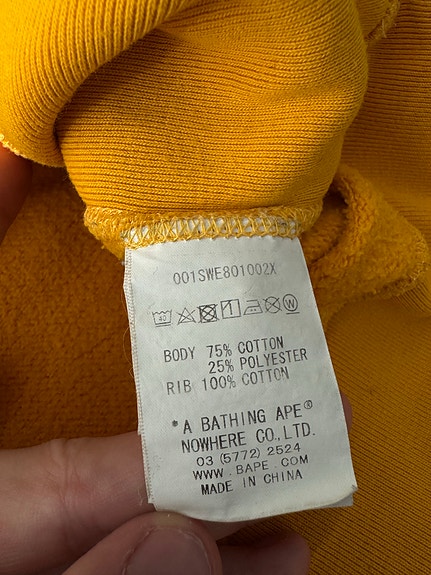 001SWE801002X
40 W
BODY 75% COTTON
25% POLYESTER
RIB 100% COTTON
*A BATHING APE®
NOWHERE CO.,LTD.
03 (5772) 2524
WWW.BAPE.COM
MADE IN CHINA